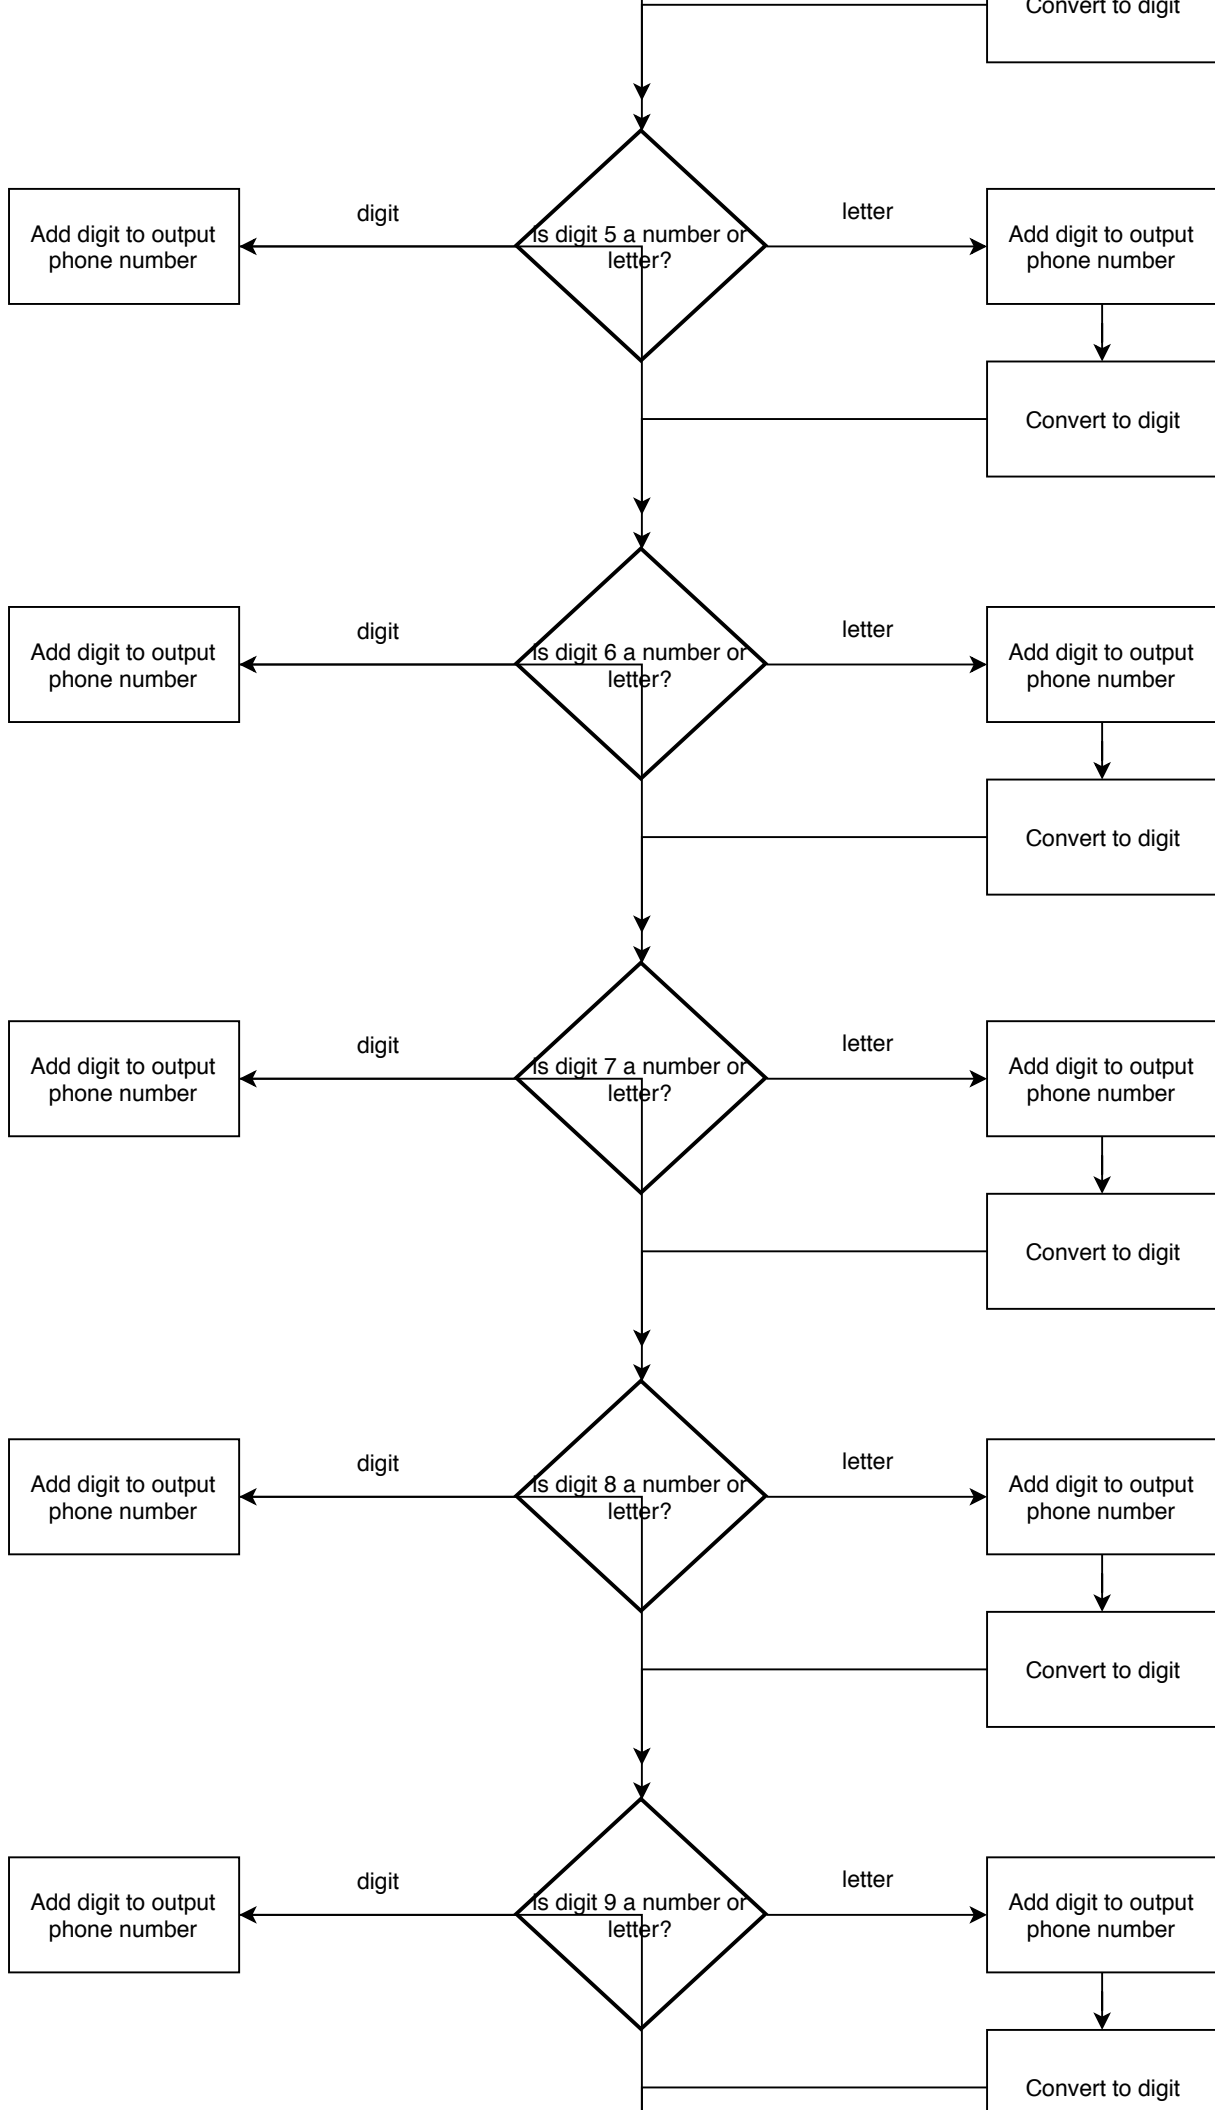 Convert to digit
digit
letter
Add digit to output
phone number
Is digit 5 a number or
letter?
Add digit to output
phone number
Convert to digit
digit
letter
Add digit to output
phone number
Is digit 6 a number or
letter?
Add digit to output
phone number
Convert to digit
digit
letter
Add digit to output
phone number
Is digit 7 a number or
letter?
Add digit to output
phone number
Convert to digit
digit
letter
Add digit to output
phone number
Is digit 8 a number or
letter?
Add digit to output
phone number
Convert to digit
digit
letter
Add digit to output
phone number
Is digit 9 a number or
letter?
Add digit to output
phone number
Convert to digit